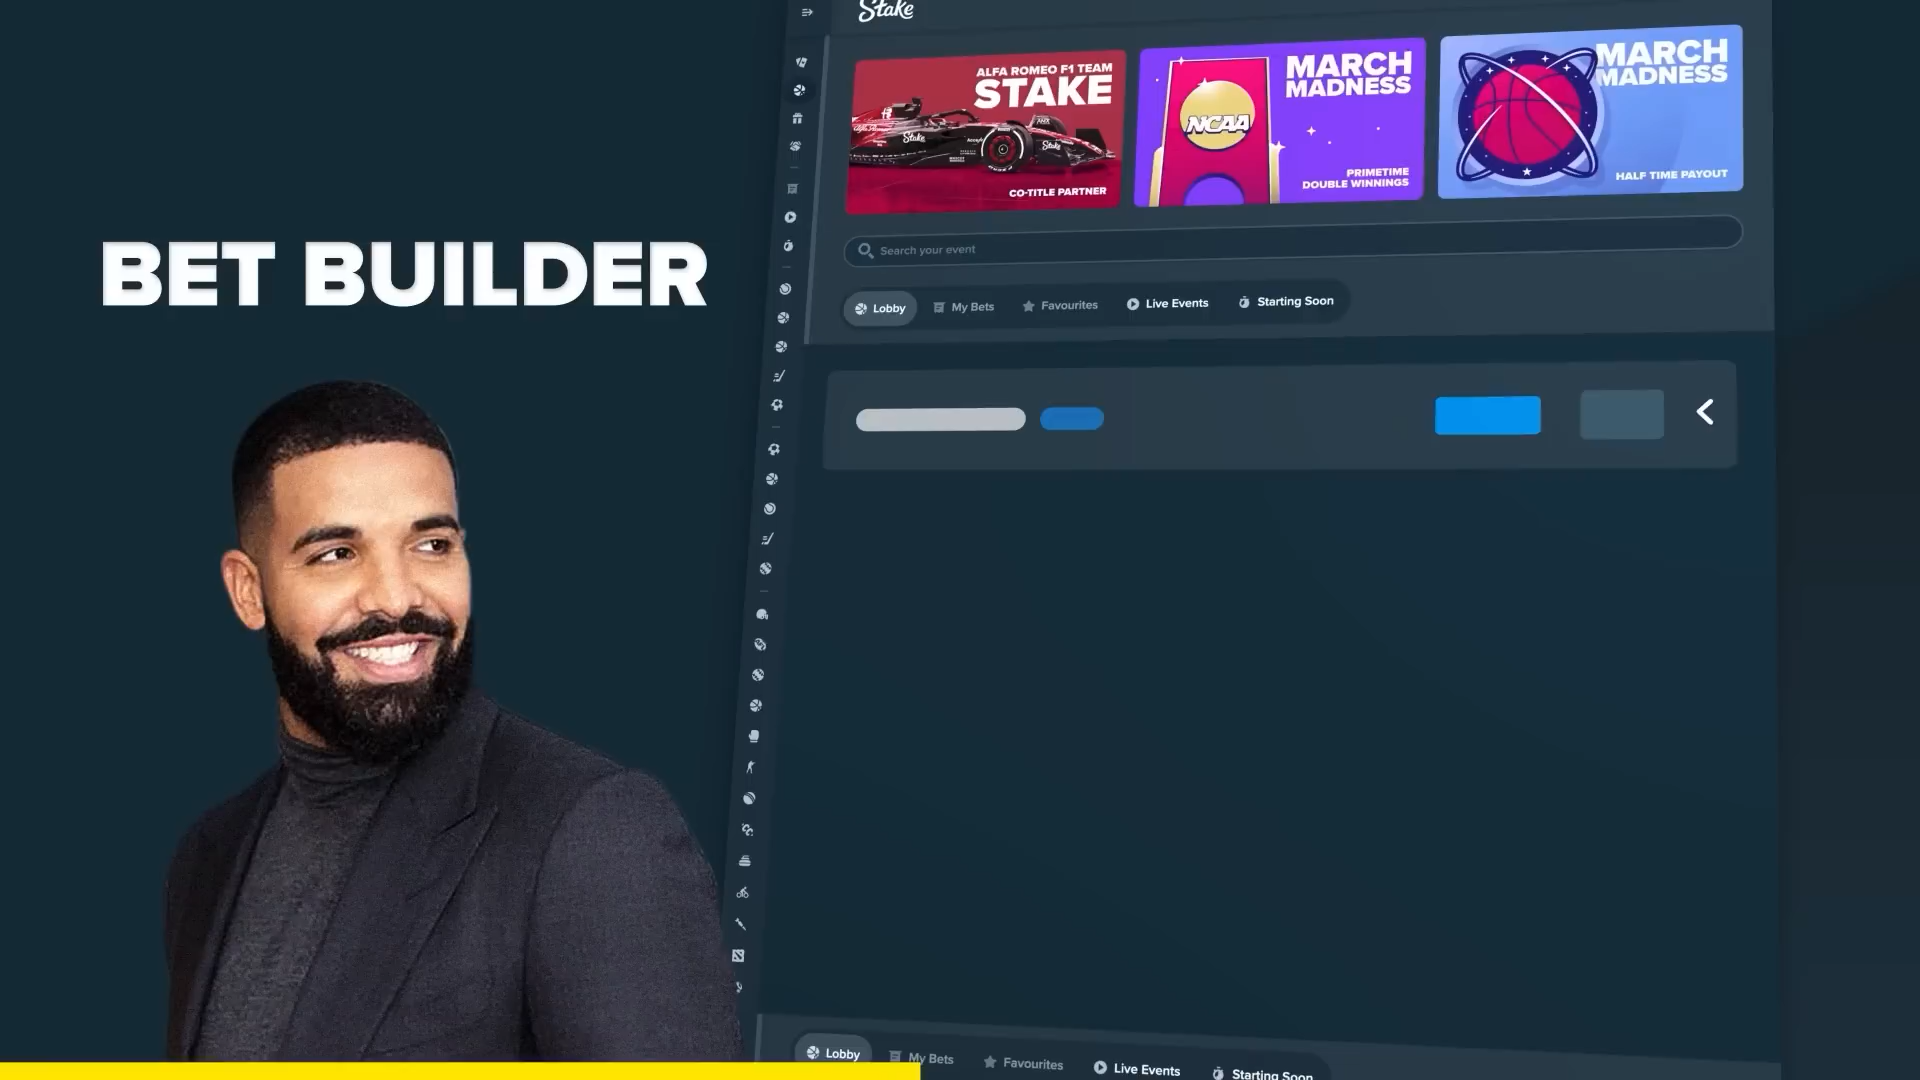 Stake
ALFA ROMEO F1 TEAM
STAKE
CO-TITLE PARTNER
MARCH
MADNESS
NCAA
PRIMETIME
DOUBLE WINNINGS
MARCH
MADNESS
HALF TIME PAYOUT
Stake
Stake
BET BUILDER
Search your event
Lobby
My Bets
Favourites
Live Events
Starting Soon
Lobby
My Bets
Favourites
Live Events
Starting Soon